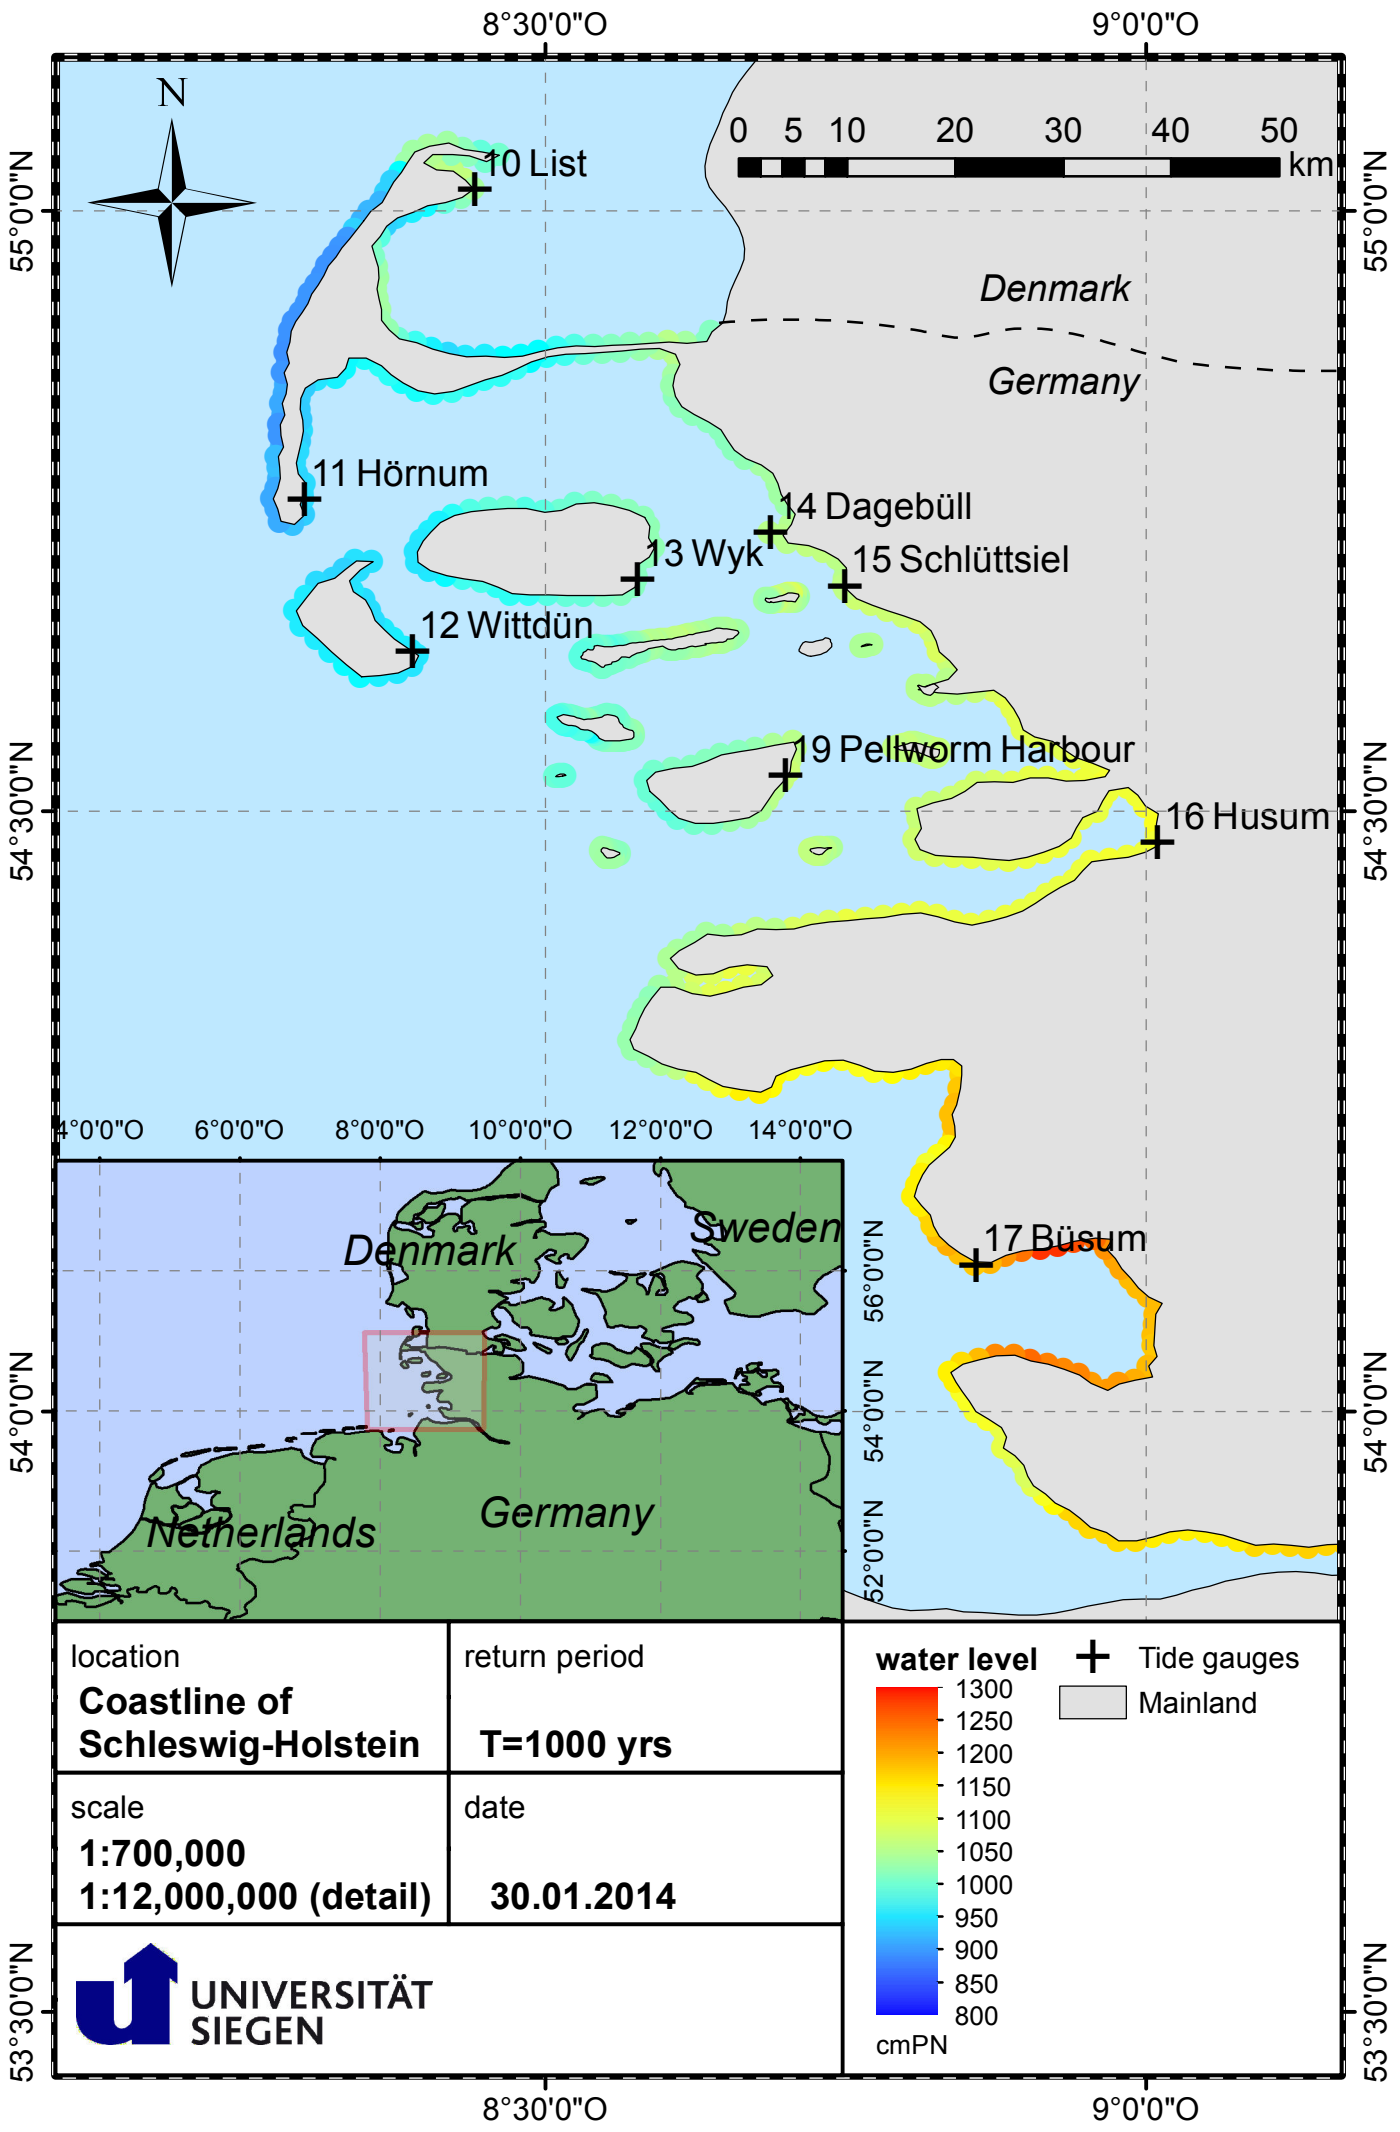 8°30'0"O
9°0'0"O
N
0 5 10 20 30 40 50
km
10 List
55°0'0"N
55°0'0"N
Denmark
Germany
11 Hörnum
14 Dagebüll
13 Wyk
15 Schlüttsiel
12 Wittdün
19 Pellworm Harbour
54°30'0"N
54°30'0"N
16 Husum
4°0'0"O 6°0'0"O 8°0'0"O 10°0'0"O 12°0'0"O 14°0'0"O
17 Büsum
Denmark
Sweden
56°0'0"N
54°0'0"N
54°0'0"N
54°0'0"N
Germany
Netherlands
52°0'0"N
location
Coastline of
Schleswig-Holstein
return period
T=1000 yrs
scale
1:700,000
1:12,000,000 (detail)
date
30.01.2014
UNIVERSITÄT
SIEGEN
water level
1300
1250
1200
1150
1100
1050
1000
950
900
850
800
cmPN
Tide gauges
Mainland
53°30'0"N
53°30'0"N
8°30'0"O
9°0'0"O